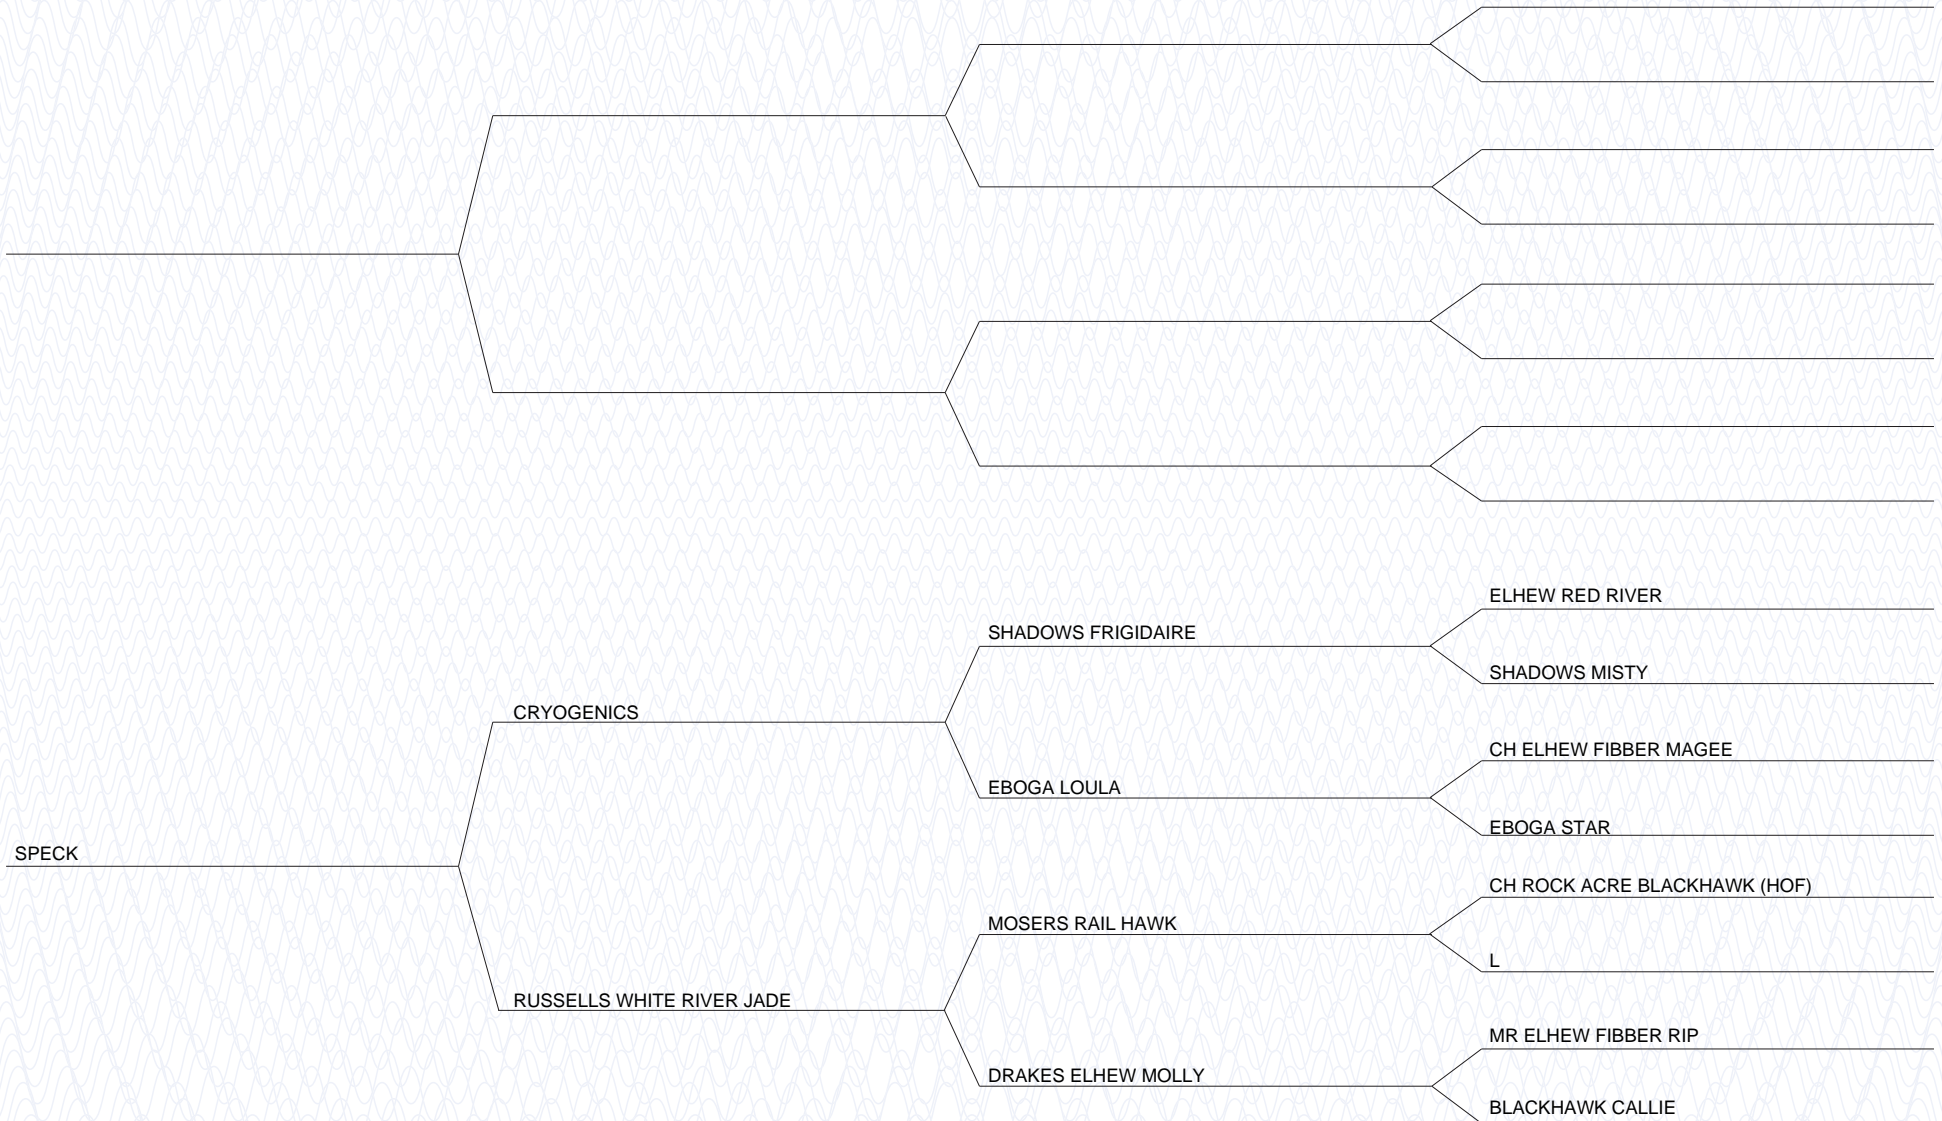 ELHEW RED RIVER
SHADOWS FRIGIDAIRE
SHADOWS MISTY
CRYOGENICS
CH ELHEW FIBBER MAGEE
EBOGA LOULA
EBOGA STAR
SPECK
CH ROCK ACRE BLACKHAWK (HOF)
MOSERS RAIL HAWK
L
RUSSELLS WHITE RIVER JADE
MR ELHEW FIBBER RIP
DRAKES ELHEW MOLLY
BLACKHAWK CALLIE